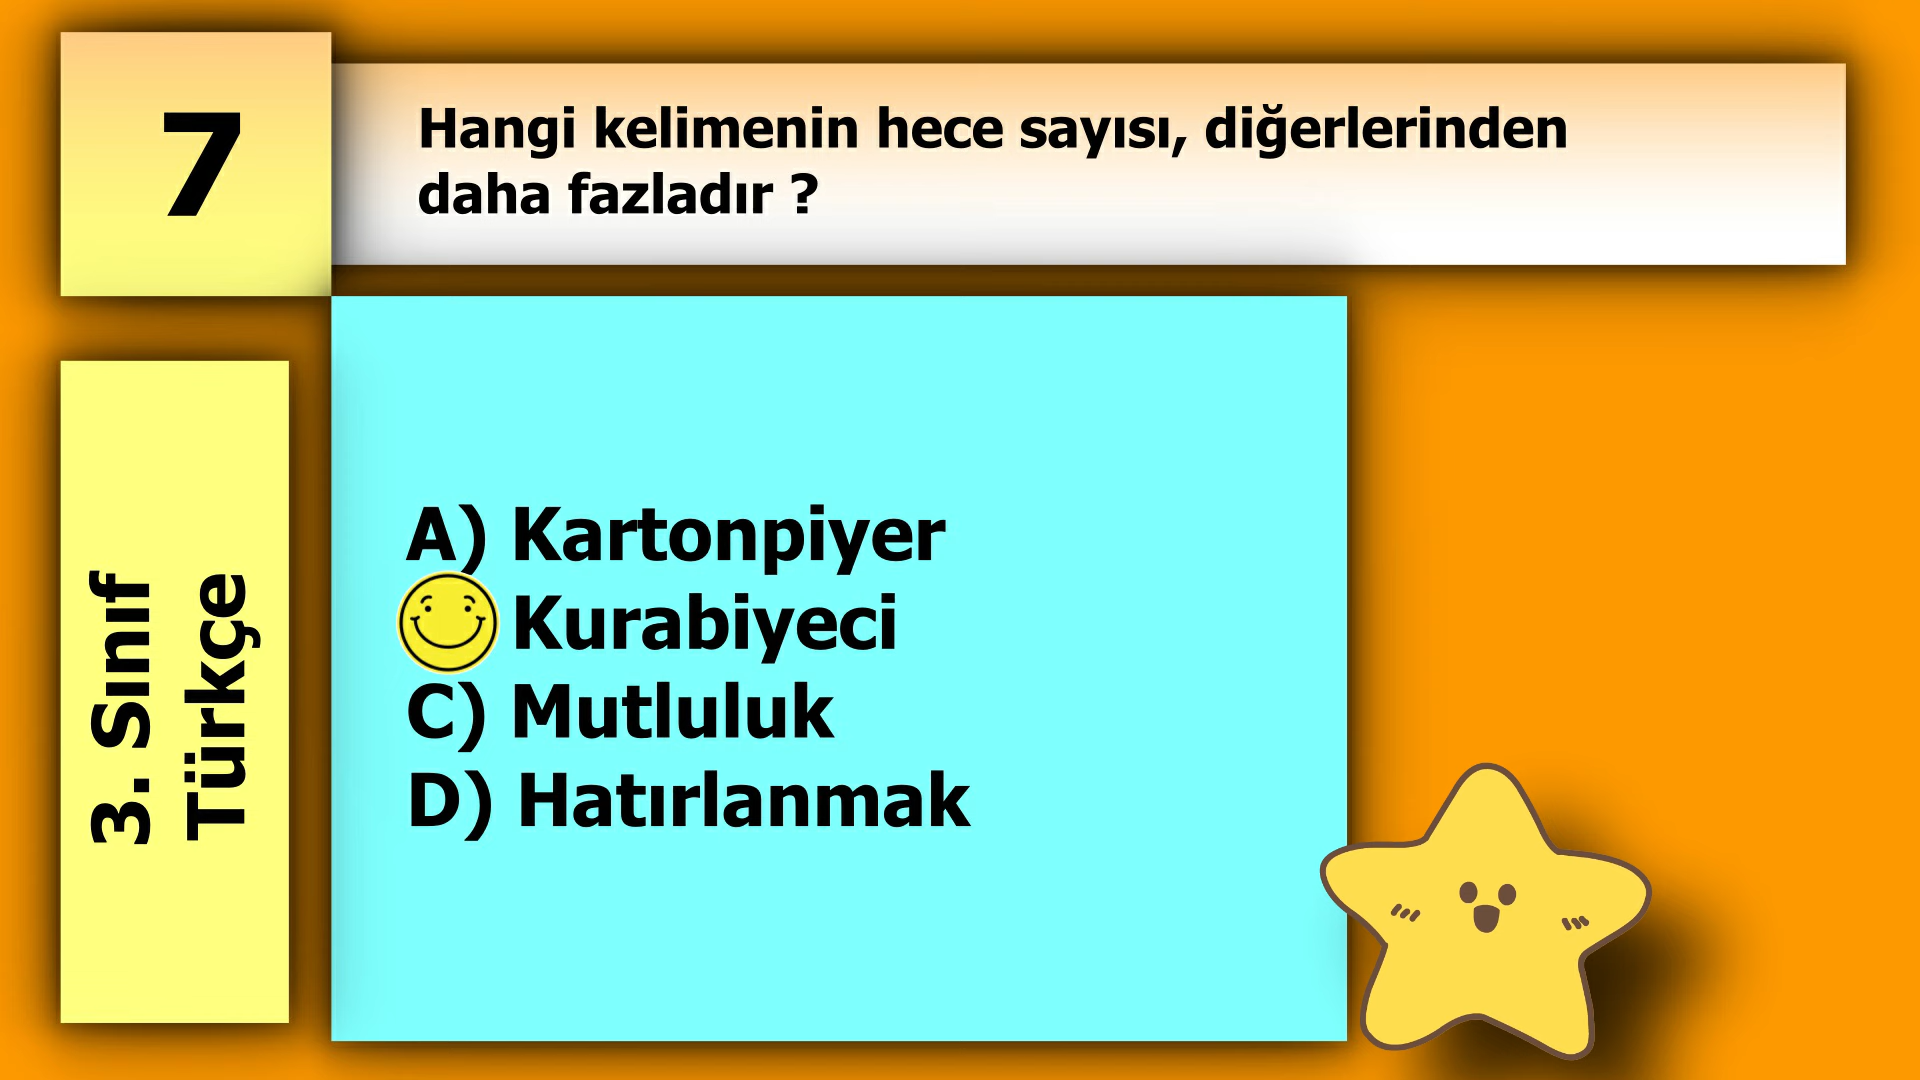 7
Hangi kelimenin hece sayısı, diğerlerinden
daha fazladır ?
3. Sınıf
Türkçe
A) Kartonpiyer
Kurabiyeci
C) Mutluluk
D) Hatırlanmak